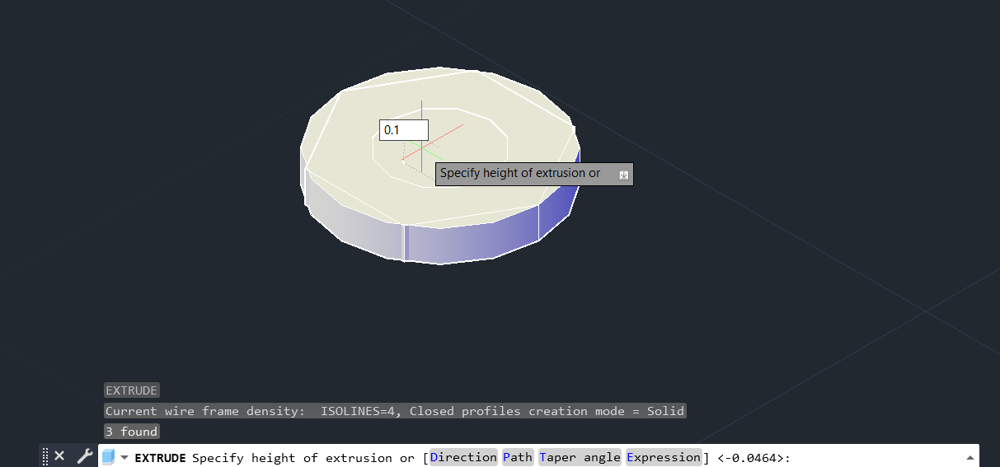 0.1
Specify height of extrusion or
EXTRUDE
Current wire frame density:  ISOLINES=4, Closed profiles creation mode = Solid
3 found
EXTRUDE Specify height of extrusion or [Direction Path Taper angle Expression] <-0.0464>: